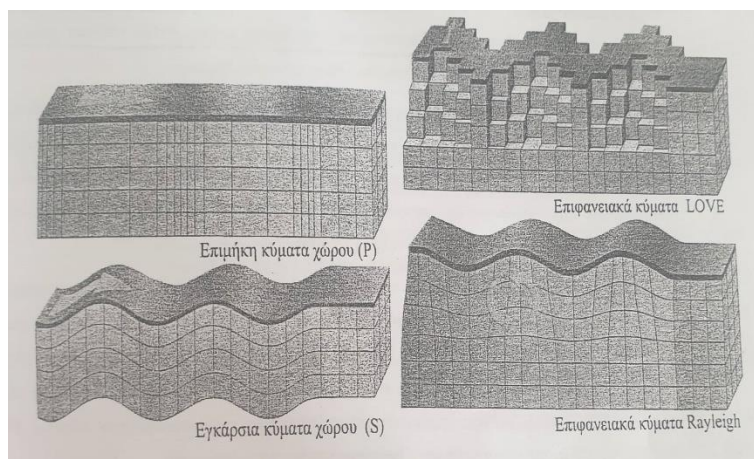 Επιμήκη κύματα χώρου (P)
Επιφανειακά κύματα LOVE
Εγκάρσια κύματα χώρου (S)
Επιφανειακά κύματα Rayleigh